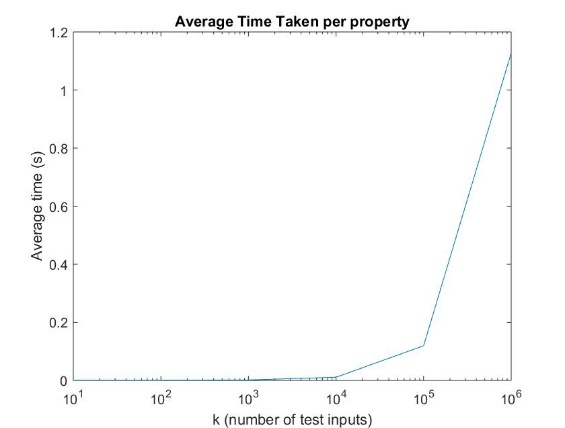 Average Time Taken per property
1.2
1
0.8
0.6
0.4
0.2
0
Average time (s)
10^1 10^2 10^3 10^4 10^5 10^6
k (number of test inputs)